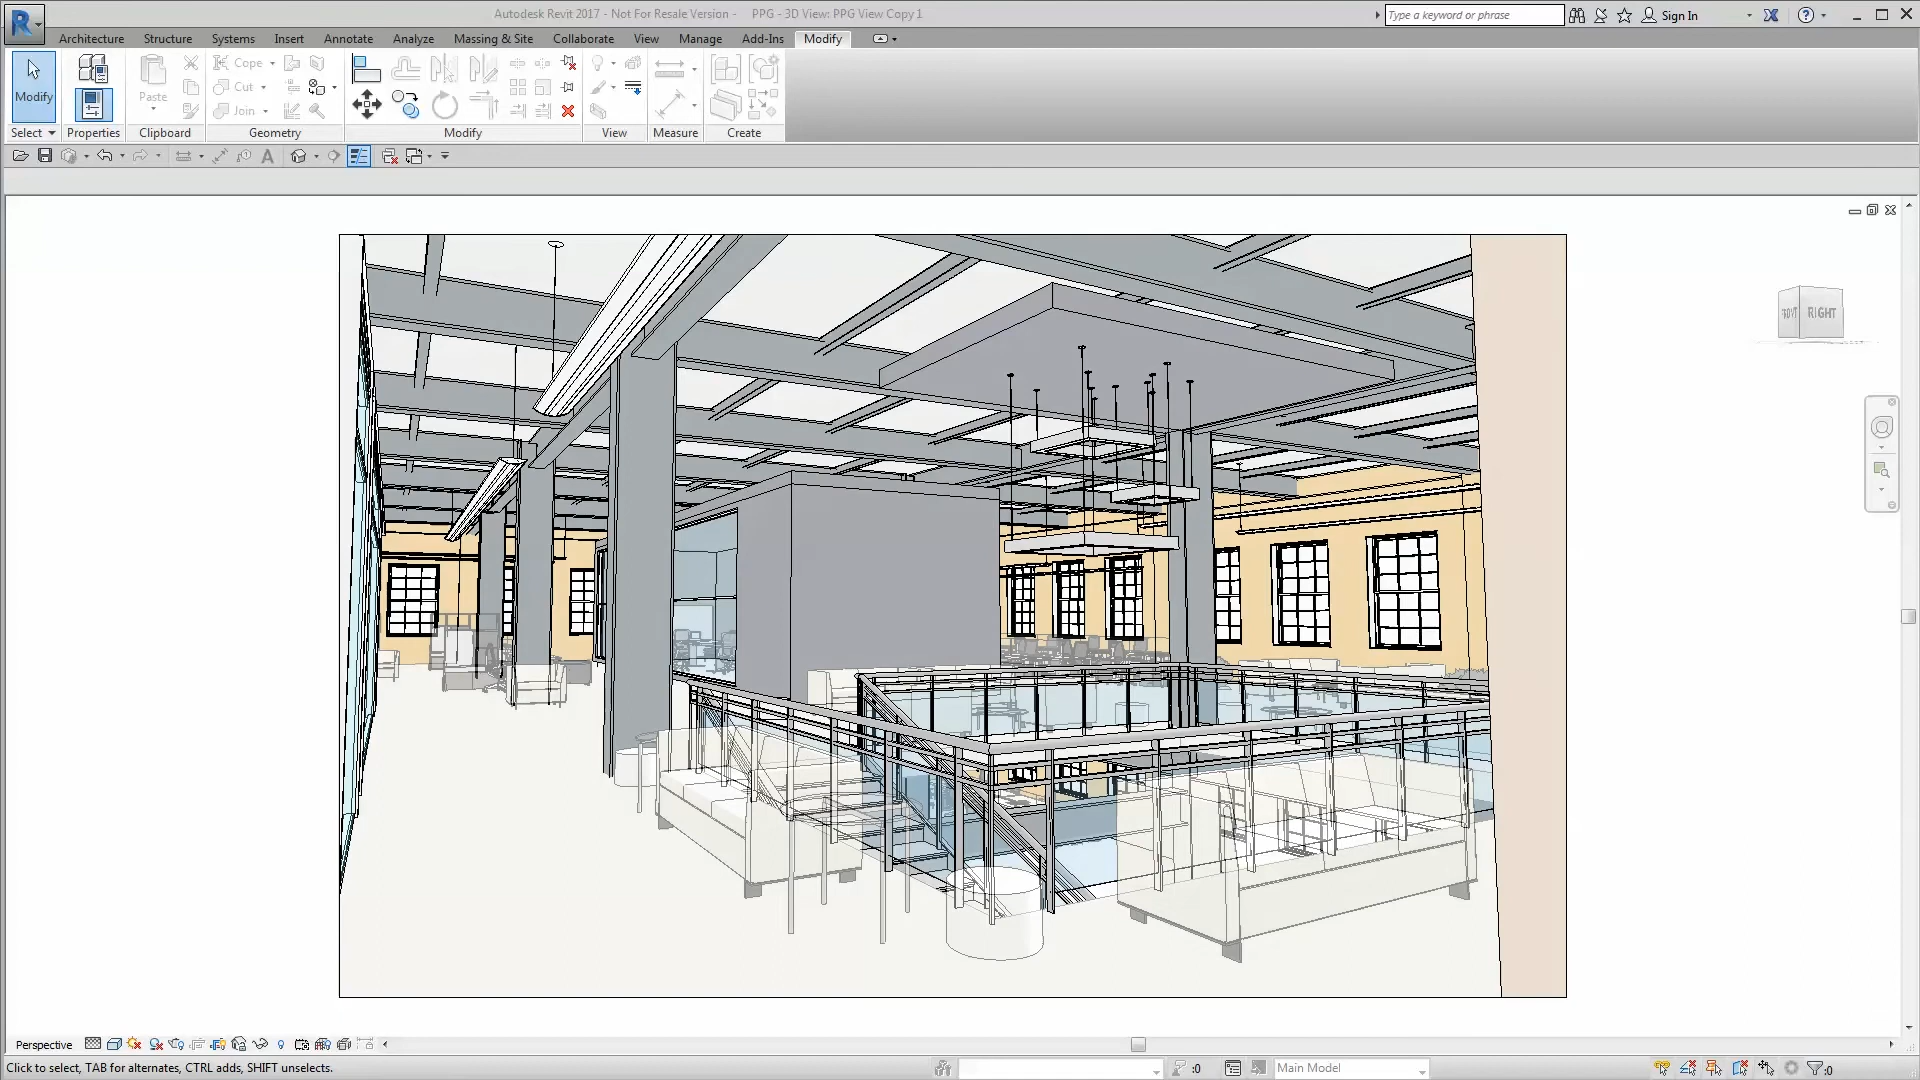 Autodesk Revit 2017 - Not For Resale Version - PPG - 3D View: PPG View Copy 1
Type a keyword or phrase
Sign In
Architecture Structure Systems Insert Annotate Analyze Massing & Site Collaborate View Manage Add-Ins Modify
Modify
Paste
Cope
Cut
Join
Select Properties Clipboard Geometry Modify View Measure Create
FRONT RIGHT
Perspective
Click to select, TAB for alternates, CTRL adds, SHIFT unselects.
:0
Main Model
:0